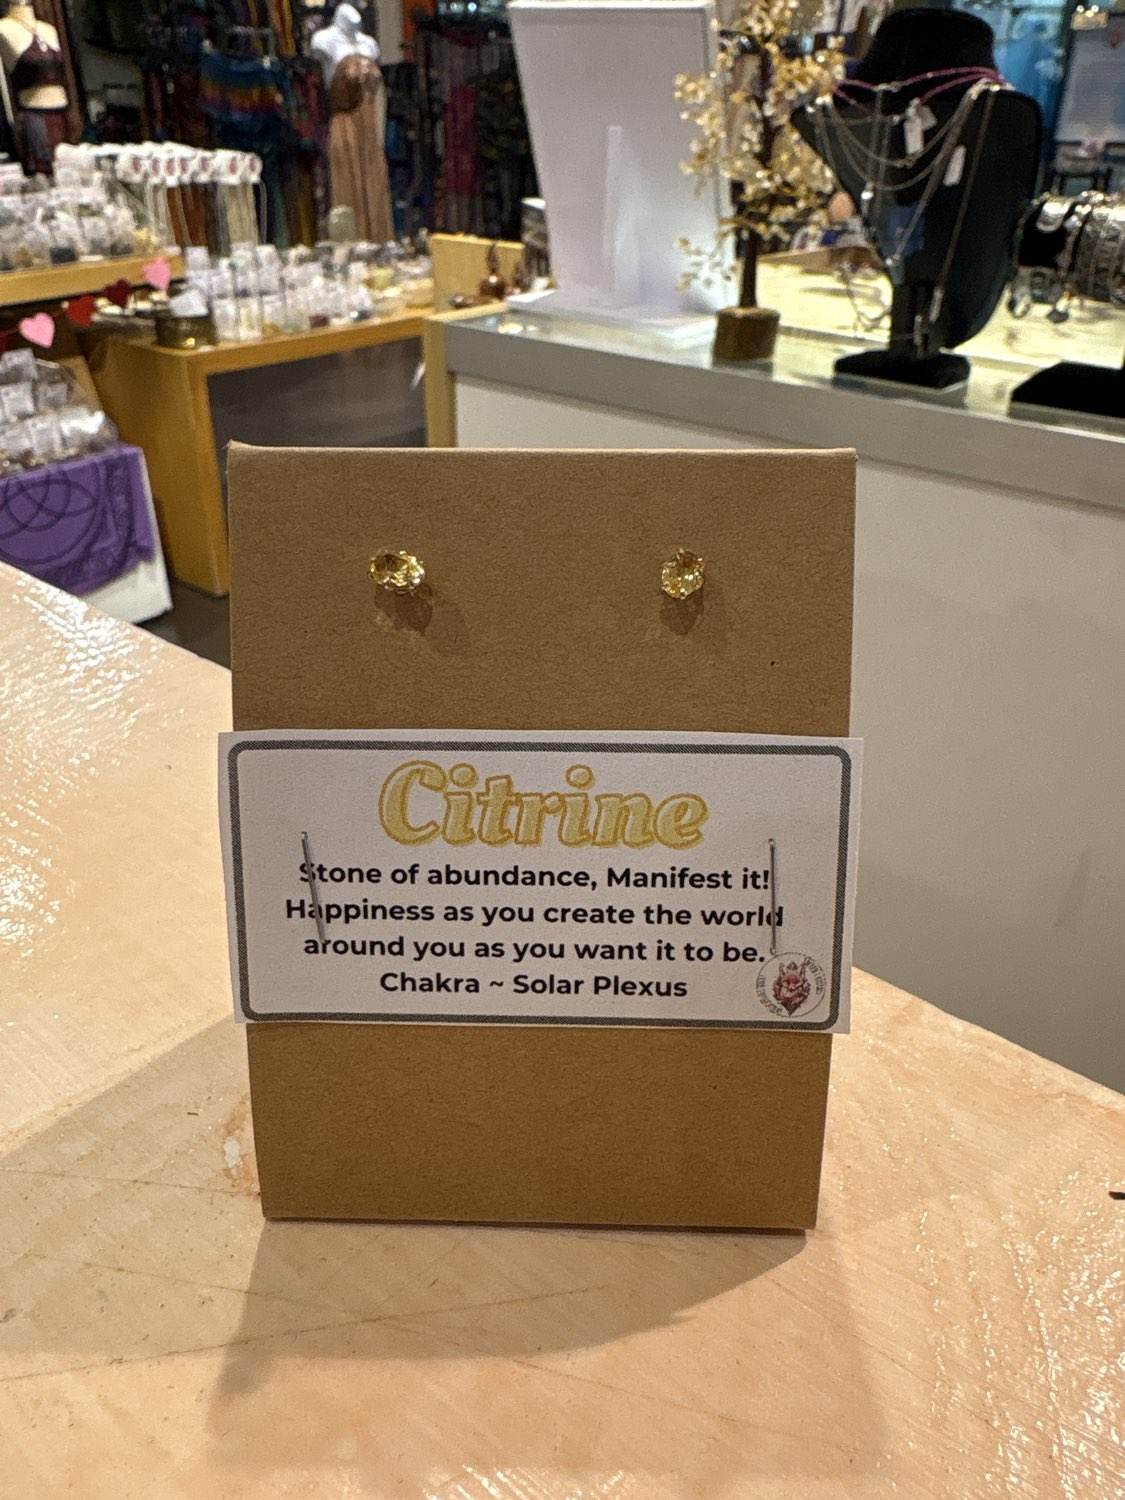 Citrine
Stone of abundance, Manifest it!
Happiness as you create the world
around you as you want it to be.
Chakra ~ Solar Plexus